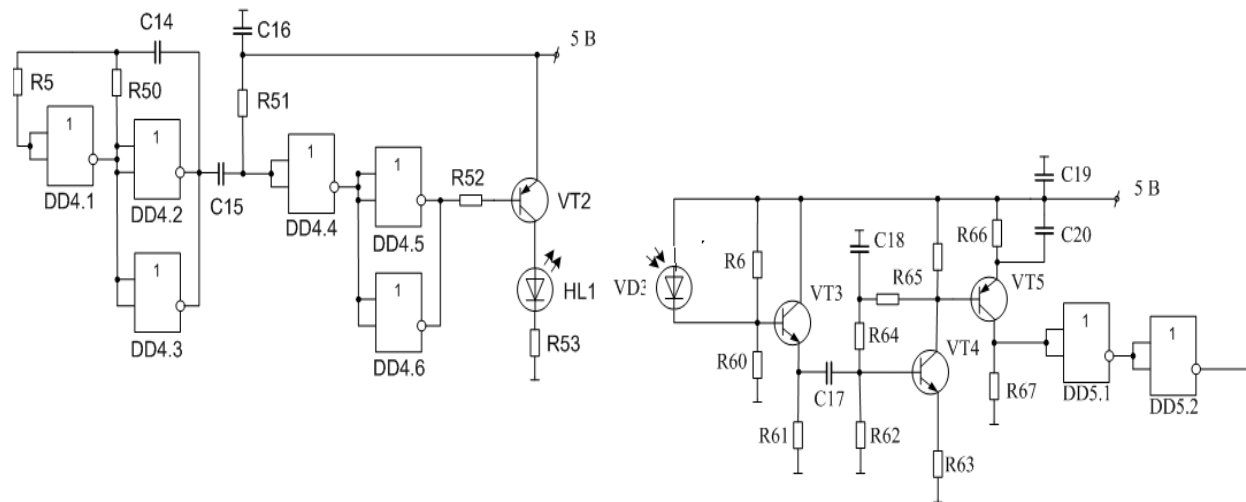 C14
C16
5 В
R5
R50
R51
1
1
1
1
DD4.1
DD4.2
C15
DD4.4
DD4.5
R52
VT2
1
1
HL1
DD4.3
DD4.6
R53
C19
5 В
C18
R66
C20
R6
R65
VD3
VT3
VT5
R64
1
1
R60
VT4
C17
R67
DD5.1
DD5.2
R61
R62
R63